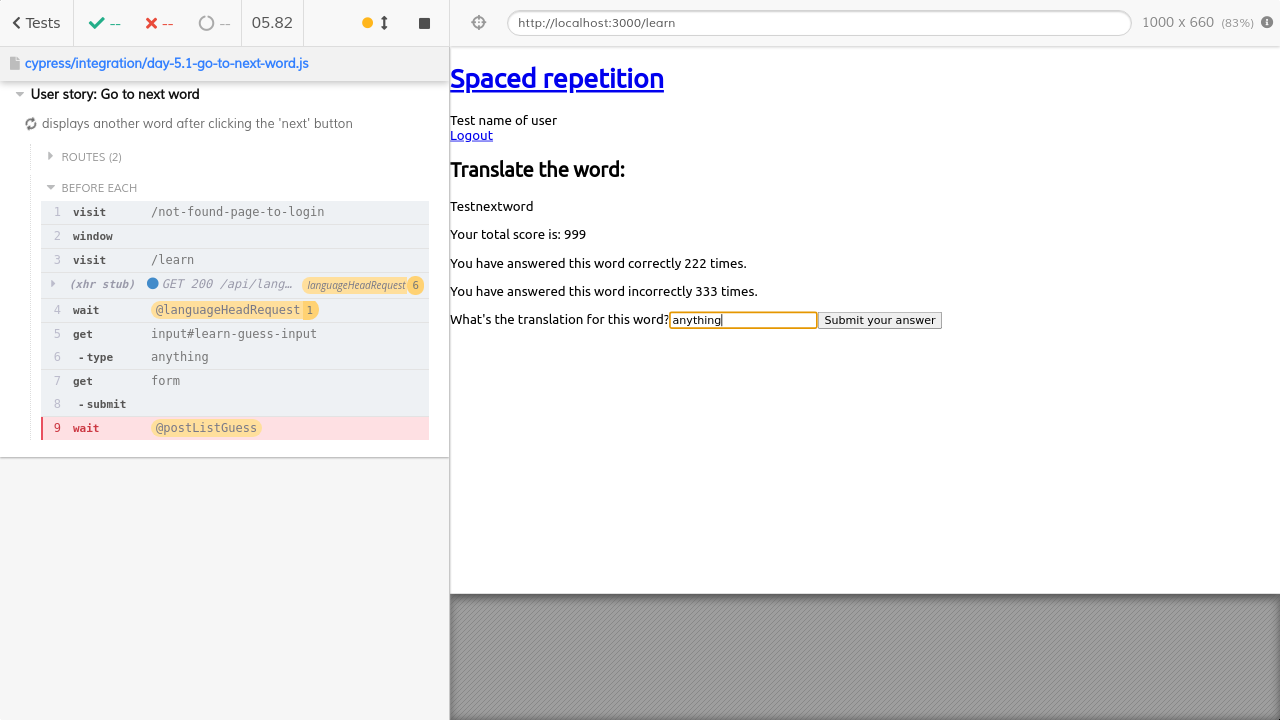 Tests
--
--
--
05.82
cypress/integration/day-5.1-go-to-next-word.js
User story: Go to next word
displays another word after clicking the 'next' button
ROUTES (2)
BEFORE EACH
1 visit /not-found-page-to-login
2 window
3 visit /learn
(xhr stub) GET 200 /api/lang... languageHeadRequest 6
4 wait @languageHeadRequest 1
5 get input#learn-guess-input
6 -type anything
7 get form
8 -submit
9 wait @postListGuess
http://localhost:3000/learn
1000 x 660 (83%)
Spaced repetition
Test name of user
Logout
Translate the word:
Testnextword
Your total score is: 999
You have answered this word correctly 222 times.
You have answered this word incorrectly 333 times.
What's the translation for this word? anything Submit your answer